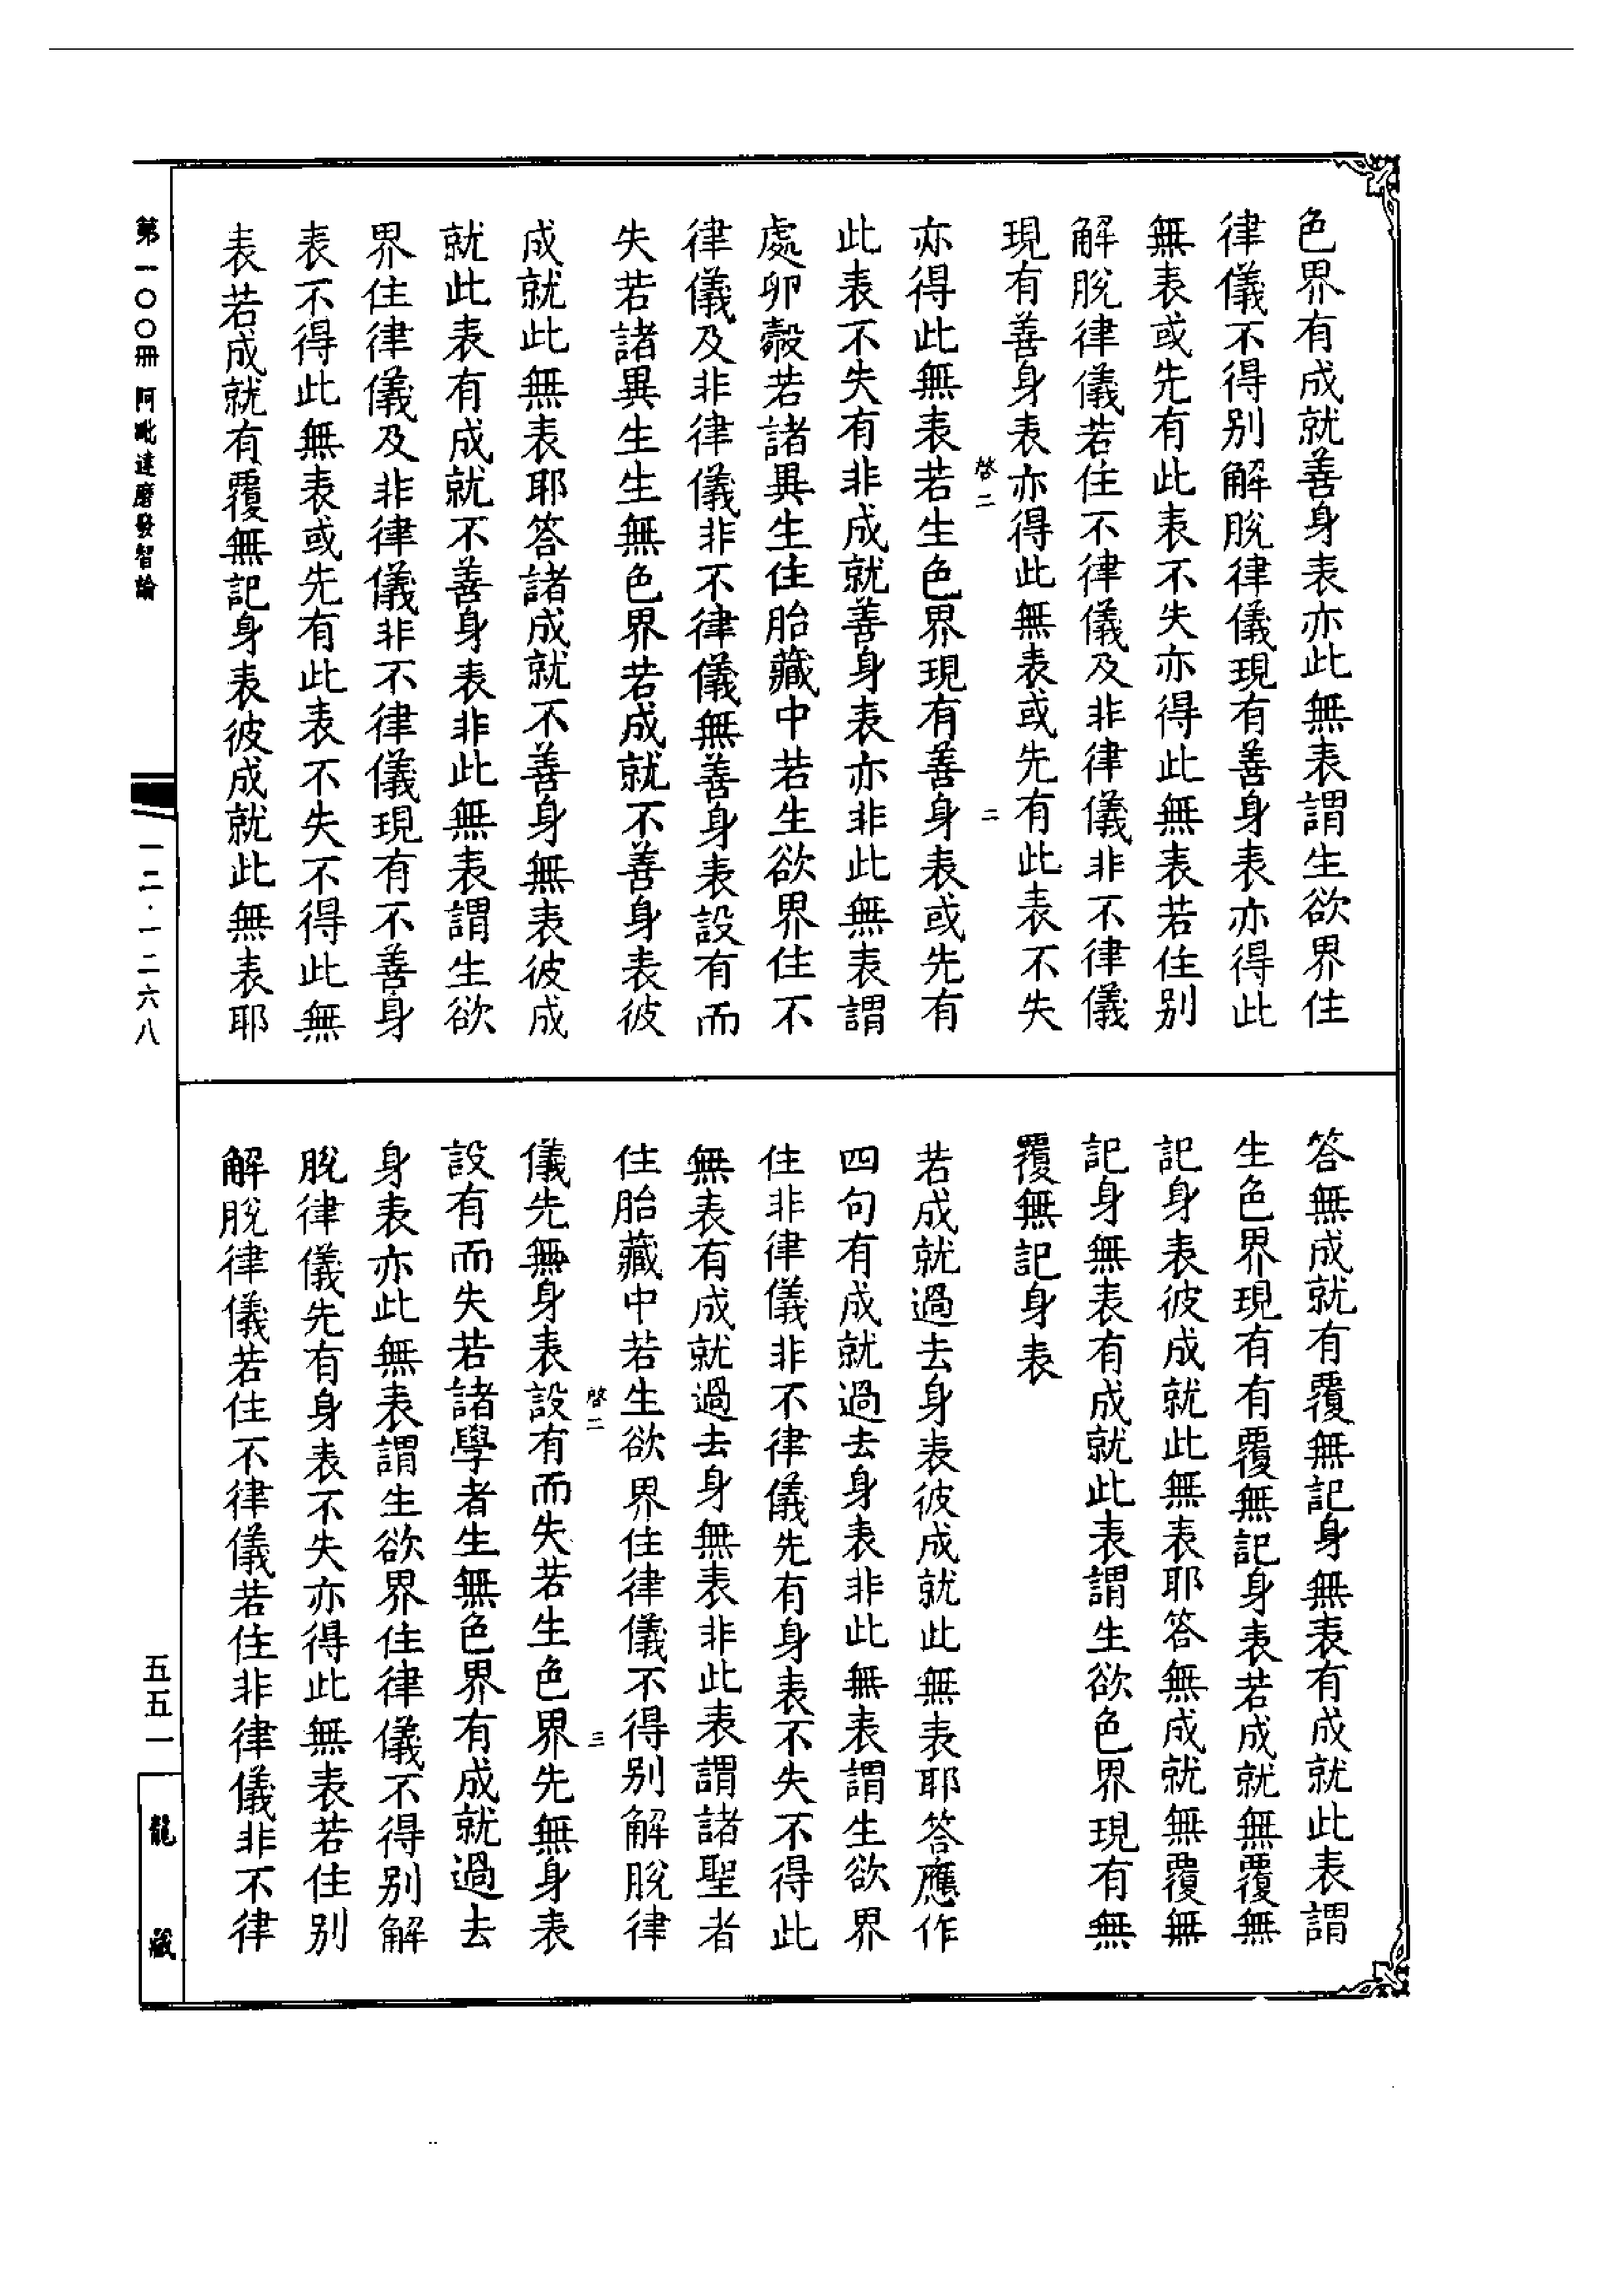 色界有成就善身表亦此無表謂生欲界住
律儀不得别解脫律儀現有善身表亦得此
無表或先有此表不失亦得此無表若住别
解脫律儀若住不律儀及非律儀非不律儀
現有善身表亦得此無表或先有此表不失
啓二 二
亦得此無表若生色界現有善身表或先有
此表不失有非成就善身表亦非此無表謂
處卵㲉若諸異生住胎藏中若生欲界住不
律儀及非律儀非不律儀無善身表設有而
失若諸異生生無色界若成就不善身表彼
成就此無表耶答諸成就不善身無表彼成
就此表有成就不善身表非此無表謂生欲
界住律儀及非律儀非不律儀現有不善身
表不得此無表或先有此表不失不得此無
表若成就有覆無記身表彼成就此無表耶
答無成就有覆無記身無表有成就此表謂
生色界現有有覆無記身表若成就無覆無
記身表彼成就此無表耶答無成就無覆無
記身無表有成就此表謂生欲色界現有無
覆無記身表
若成就過去身表彼成就此無表耶答應作
四句有成就過去身表非此無表謂生欲界
住非律儀非不律儀先有身表不失不得此
無表有成就過去身無表非此表謂諸聖者
住胎藏中若生欲界住律儀不得别解脫律
啓二 三
儀先無身表設有而失若生色界先無身表
設有而失若諸學者生無色界有成就過去
身表亦此無表謂生欲界住律儀不得别解
脫律儀先有身表不失亦得此無表若住别
解脫律儀若住不律儀若住非律儀非不律
第一〇〇冊 阿毗達磨發智論
一二·一二六八
五五一
龍藏